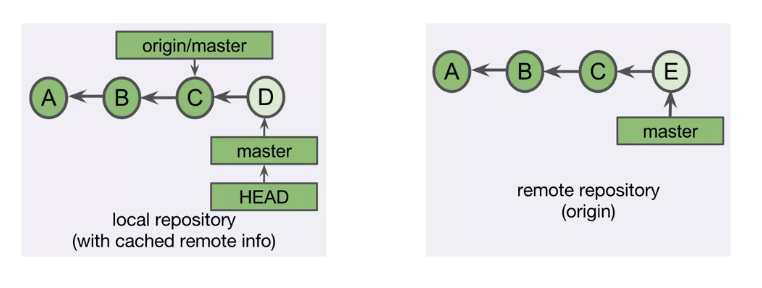 origin/master
A
B
C
D
master
HEAD
local repository
(with cached remote info)
A
B
C
E
master
remote repository
(origin)